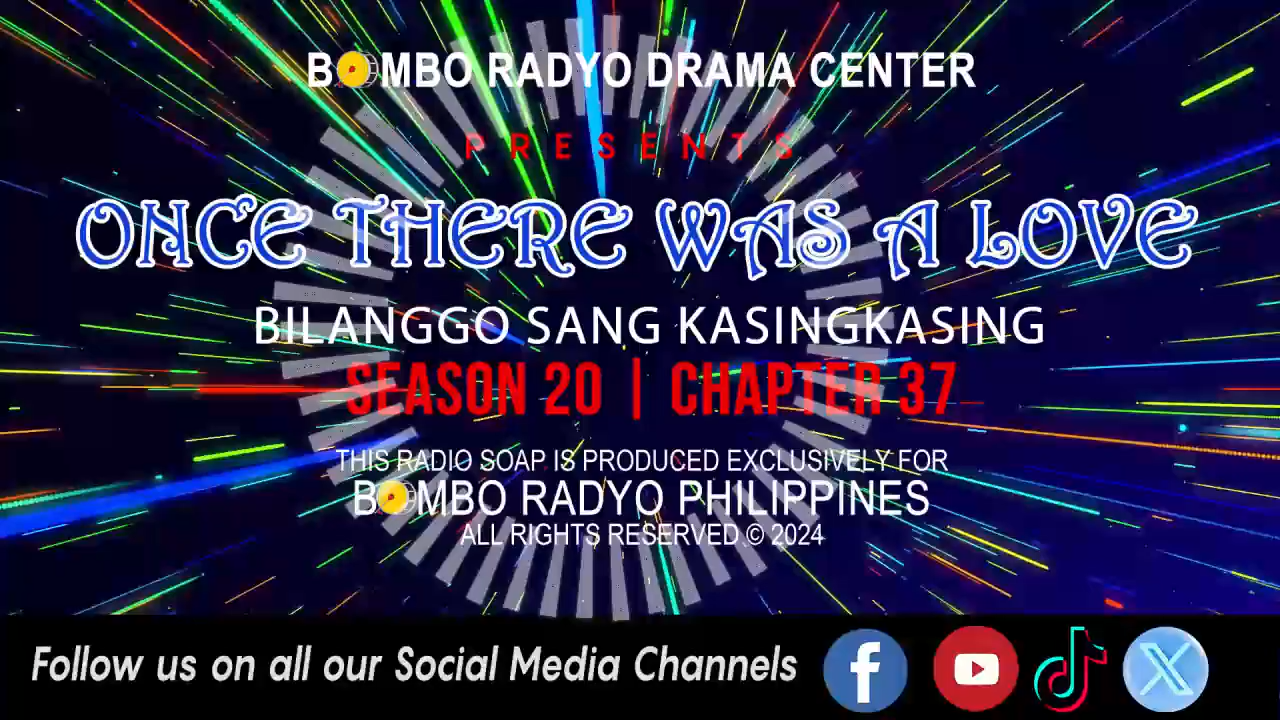 BOMBO RADYO DRAMA CENTER
PRESENTS
ONCE THERE WAS A LOVE
BILANGGO SANG KASINGKASING
SEASON 20 | CHAPTER 37
THIS RADIO SOAP IS PRODUCED EXCLUSIVELY FOR
BOMBO RADYO PHILIPPINES
ALL RIGHTS RESERVED © 2024
Follow us on all our Social Media Channels